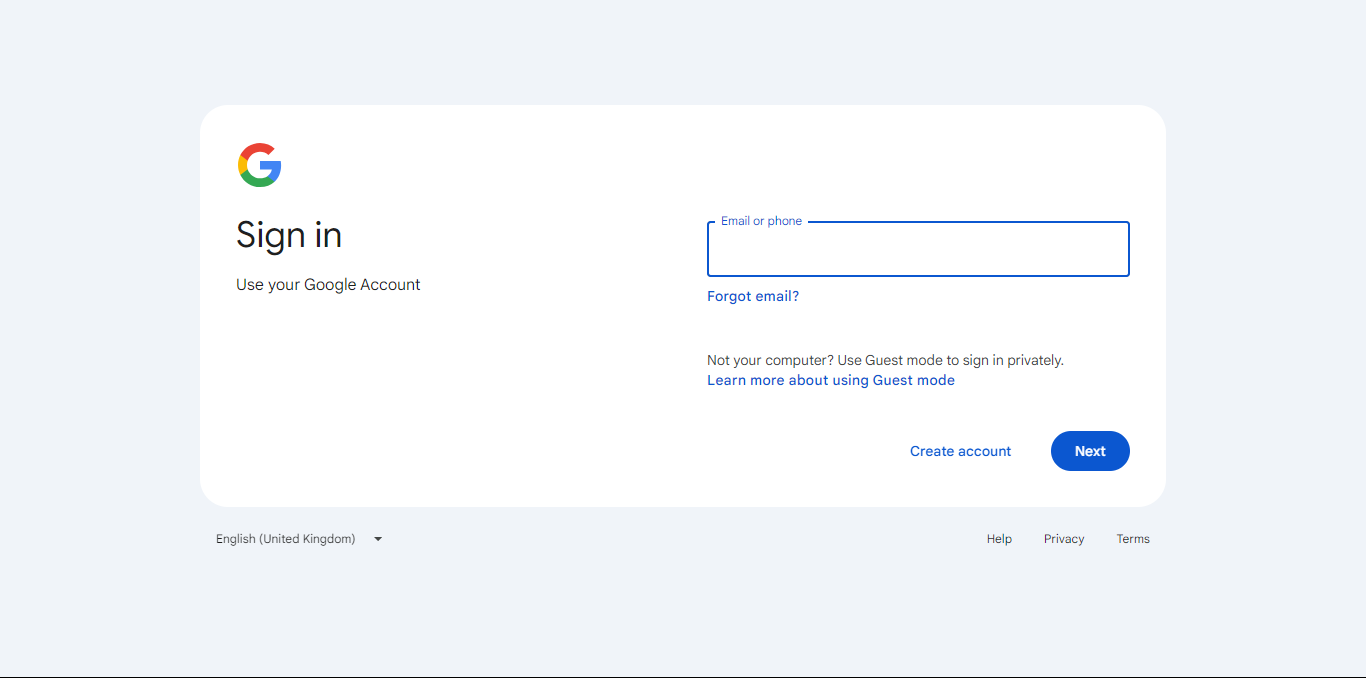 Sign in
Use your Google Account
Email or phone
Forgot email?
Not your computer? Use Guest mode to sign in privately.
Learn more about using Guest mode
Create account
Next
English (United Kingdom)
Help
Privacy
Terms